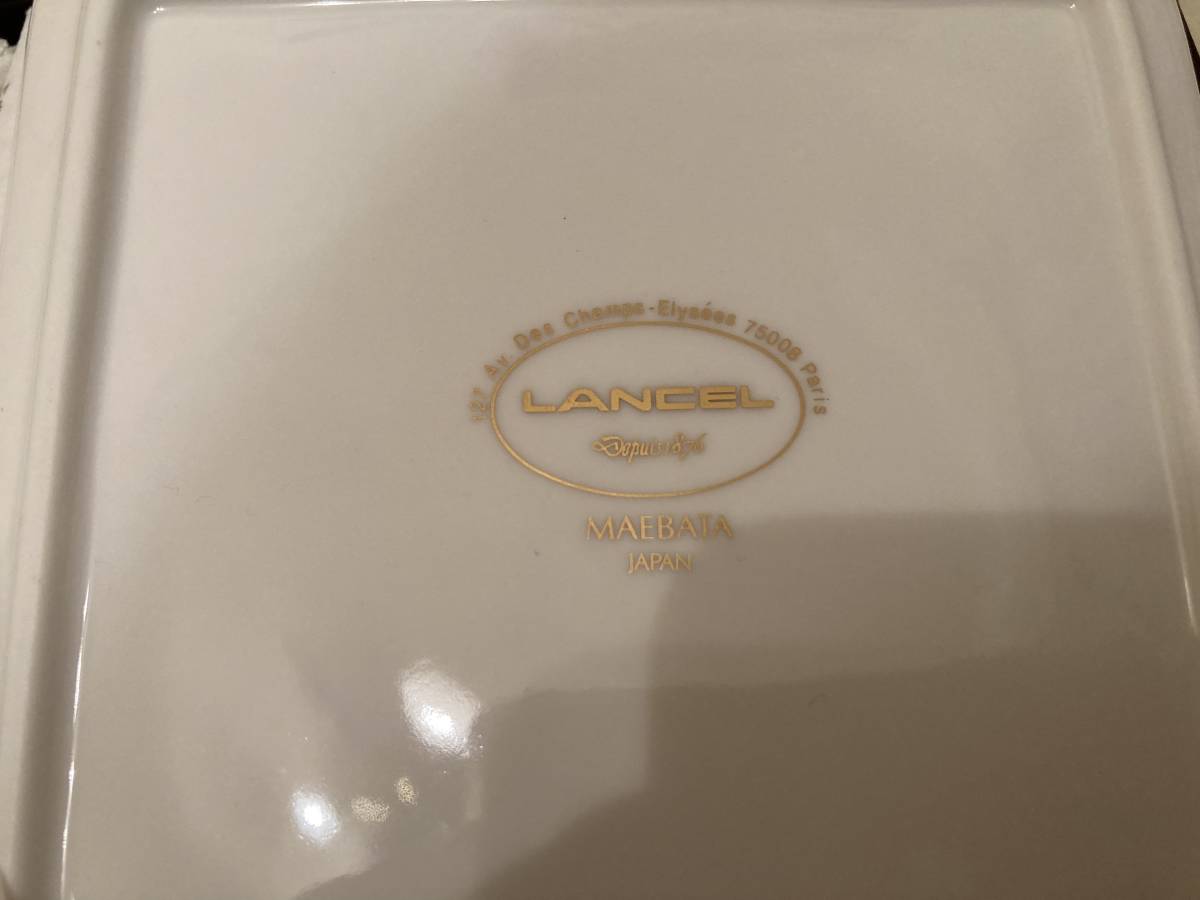 127 Av. Des Champs-Elysées 75008 Paris
LANCEL
Depuis 1876
MAEBATA
JAPAN